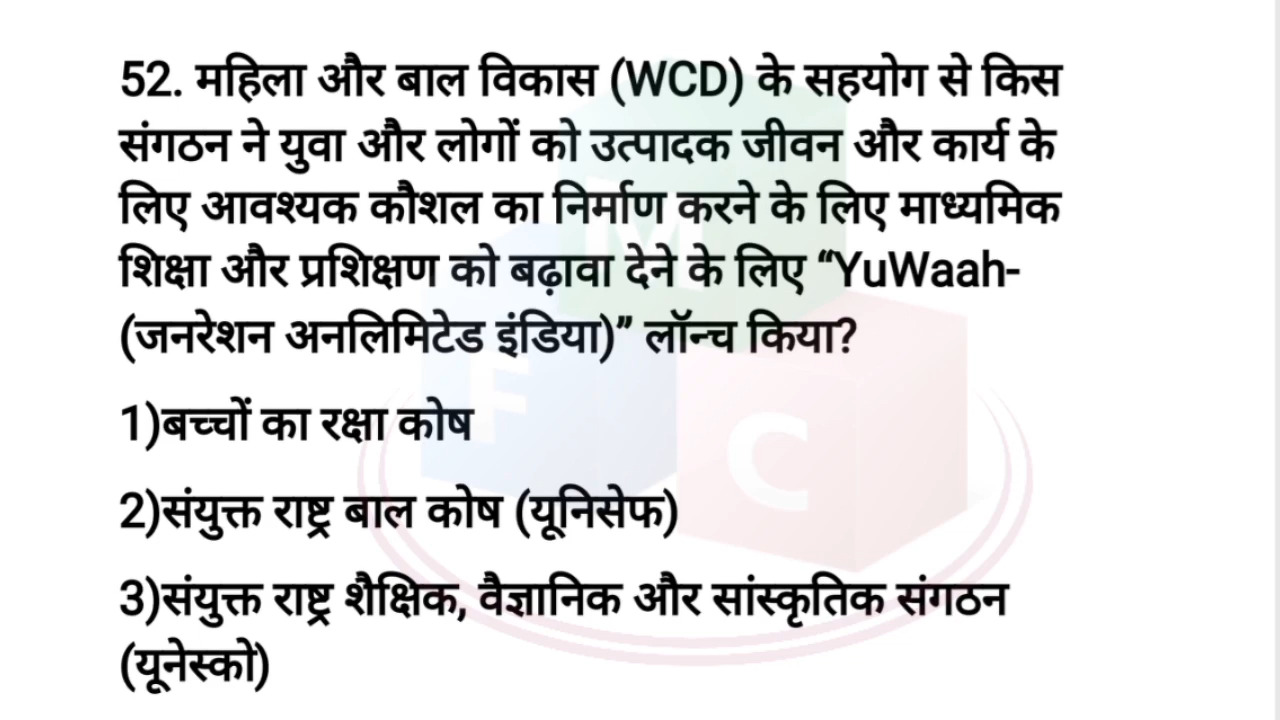 52. महिला और बाल विकास (WCD) के सहयोग से किस
संगठन ने युवा और लोगों को उत्पादक जीवन और कार्य के
लिए आवश्यक कौशल का निर्माण करने के लिए माध्यमिक
शिक्षा और प्रशिक्षण को बढ़ावा देने के लिए “YuWaah-
(जनरेशन अनलिमिटेड इंडिया)” लॉन्च किया?
1)बच्चों का रक्षा कोष
2)संयुक्त राष्ट्र बाल कोष (यूनिसेफ)
3)संयुक्त राष्ट्र शैक्षिक, वैज्ञानिक और सांस्कृतिक संगठन
(यूनेस्को)
M
F
C